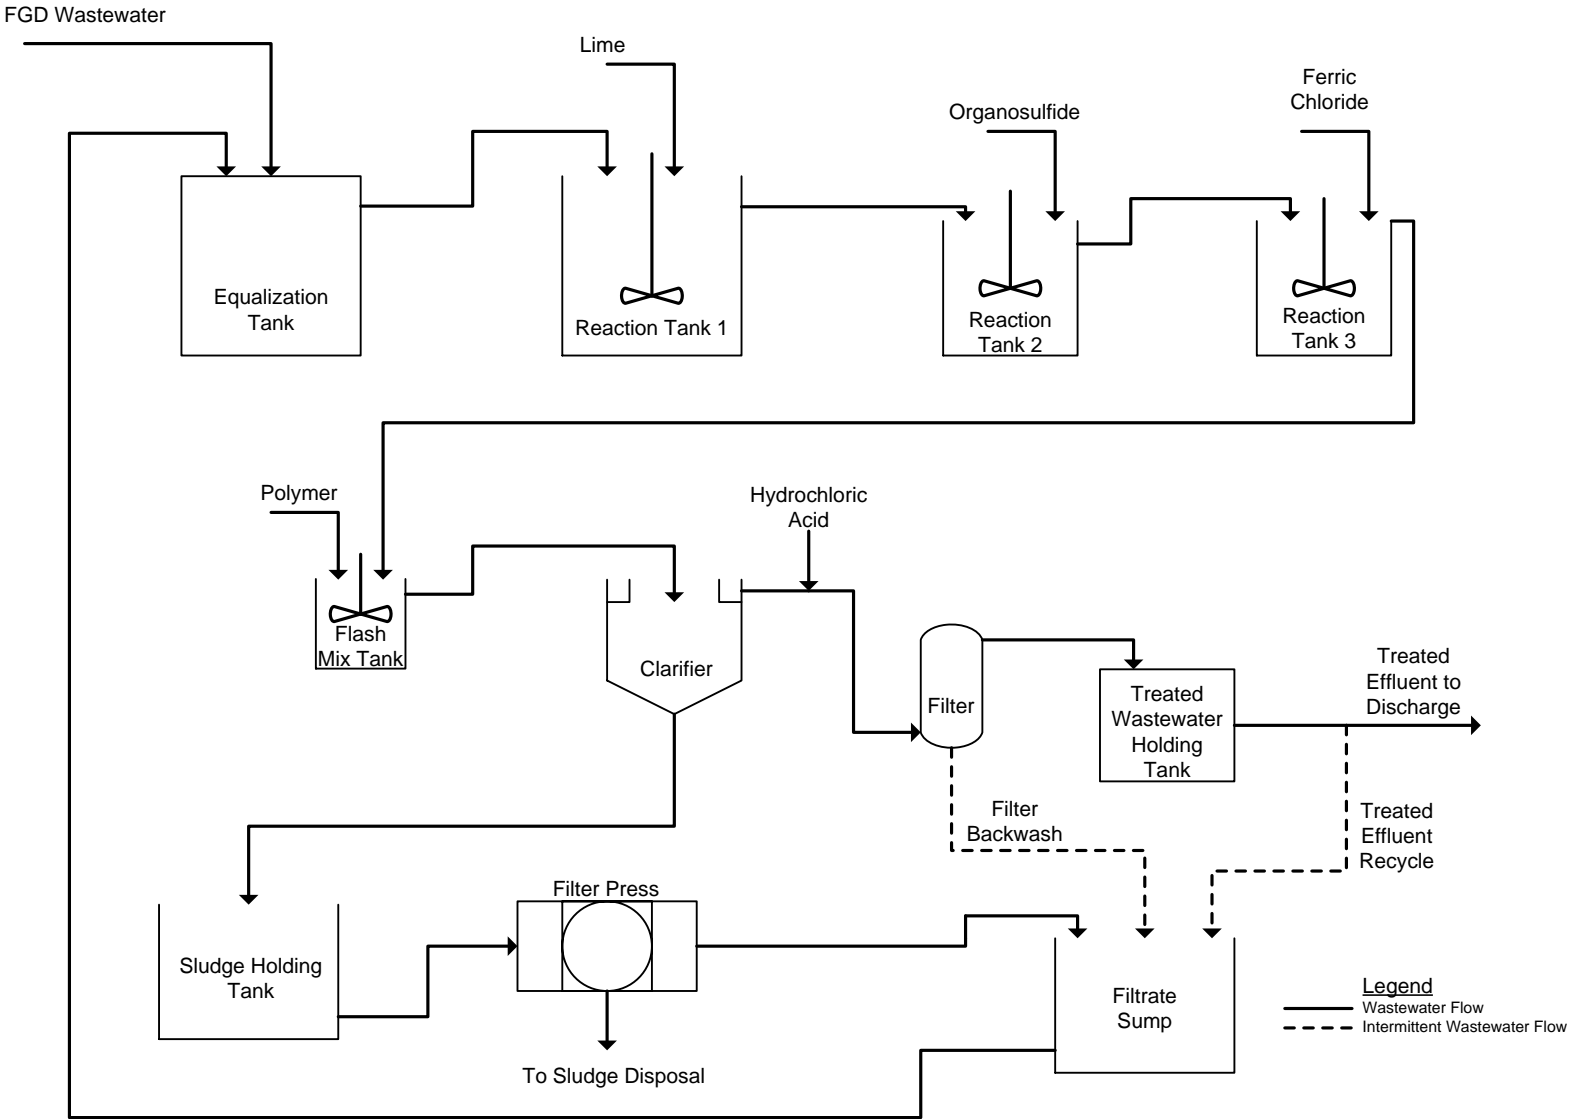 FGD Wastewater
Lime
Organosulfide
Ferric
Chloride
Equalization
Tank
Reaction Tank 1
Reaction
Tank 2
Reaction
Tank 3
Polymer
Hydrochloric
Acid
Flash
Mix Tank
Clarifier
Filter
Treated
Wastewater
Holding
Tank
Treated
Effluent to
Discharge
Filter
Backwash
Treated
Effluent
Recycle
Filter Press
Sludge Holding
Tank
Filtrate
Sump
To Sludge Disposal
Legend
Wastewater Flow
Intermittent Wastewater Flow